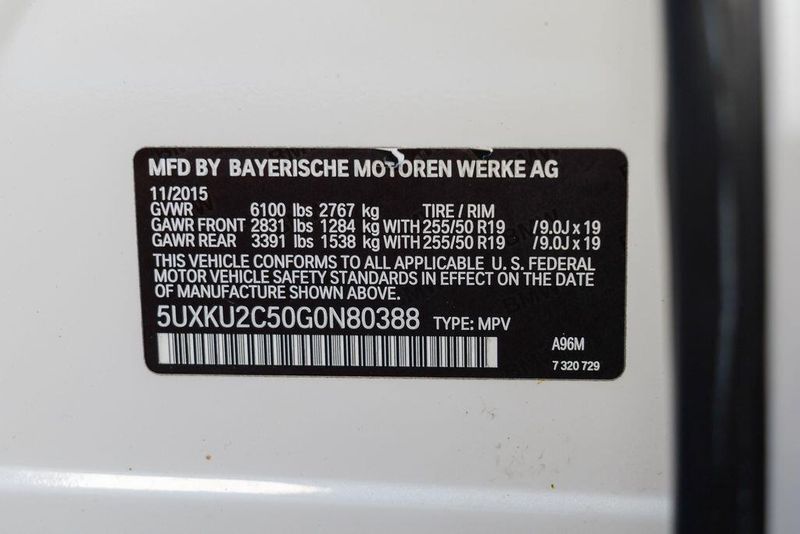 MFD BY BAYERISCHE MOTOREN WERKE AG
11/2015
GVWR 6100 lbs 2767 kg TIRE / RIM
GAWR FRONT 2831 lbs 1284 kg WITH 255/50 R19 /9.0J x 19
GAWR REAR 3391 lbs 1538 kg WITH 255/50 R19 /9.0J x 19
THIS VEHICLE CONFORMS TO ALL APPLICABLE U. S. FEDERAL
MOTOR VEHICLE SAFETY STANDARDS IN EFFECT ON THE DATE
OF MANUFACTURE SHOWN ABOVE.
5UXKU2C50G0N80388 TYPE: MPV
A96M
7 320 729